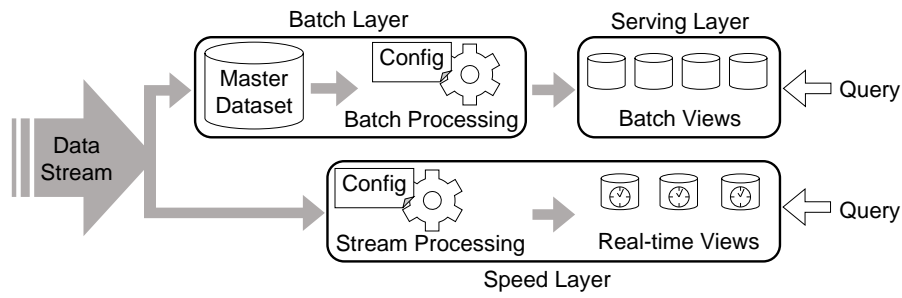 Batch Layer
Serving Layer
Config
Master
Dataset
Batch Processing
Batch Views
Query
Data
Stream
Config
Stream Processing
Real-time Views
Query
Speed Layer